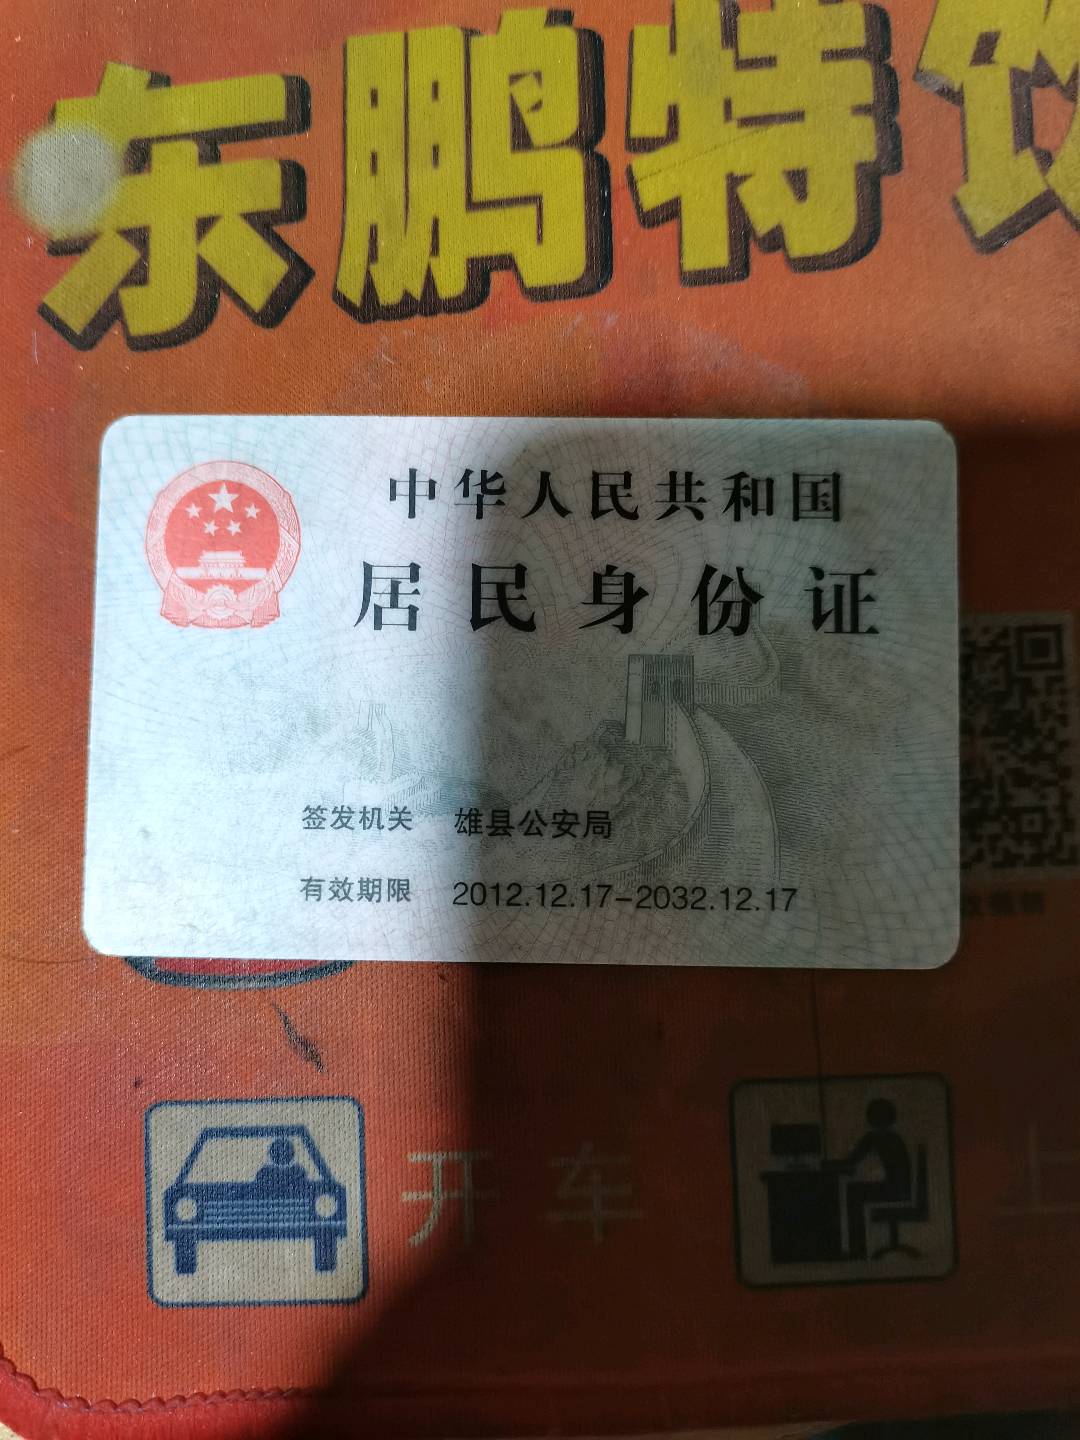 东鹏特饮
中华人民共和国
居民身份证
签发机关 雄县公安局
有效期限 2012.12.17-2032.12.17
开车
上